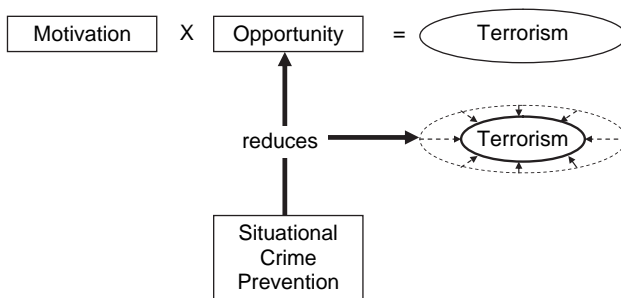 Motivation X Opportunity = Terrorism
reduces Terrorism
Situational
Crime
Prevention